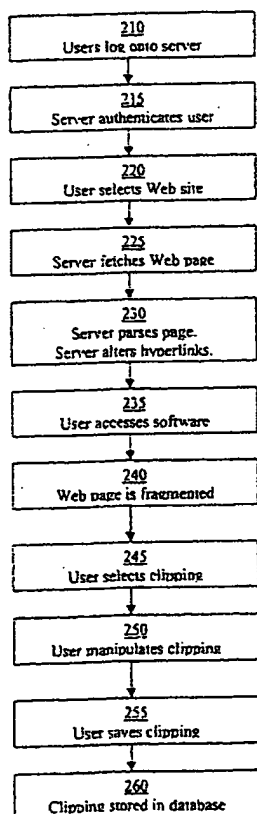 210
Users log onto server
215
Server authenticates user
220
User selects Web site
225
Server fetches Web page
230
Server parses page.
Server alters hyperlinks.
235
User accesses software
240
Web page is fragmented
245
User selects clipping
250
User manipulates clipping
255
User saves clipping
260
Clipping stored in database